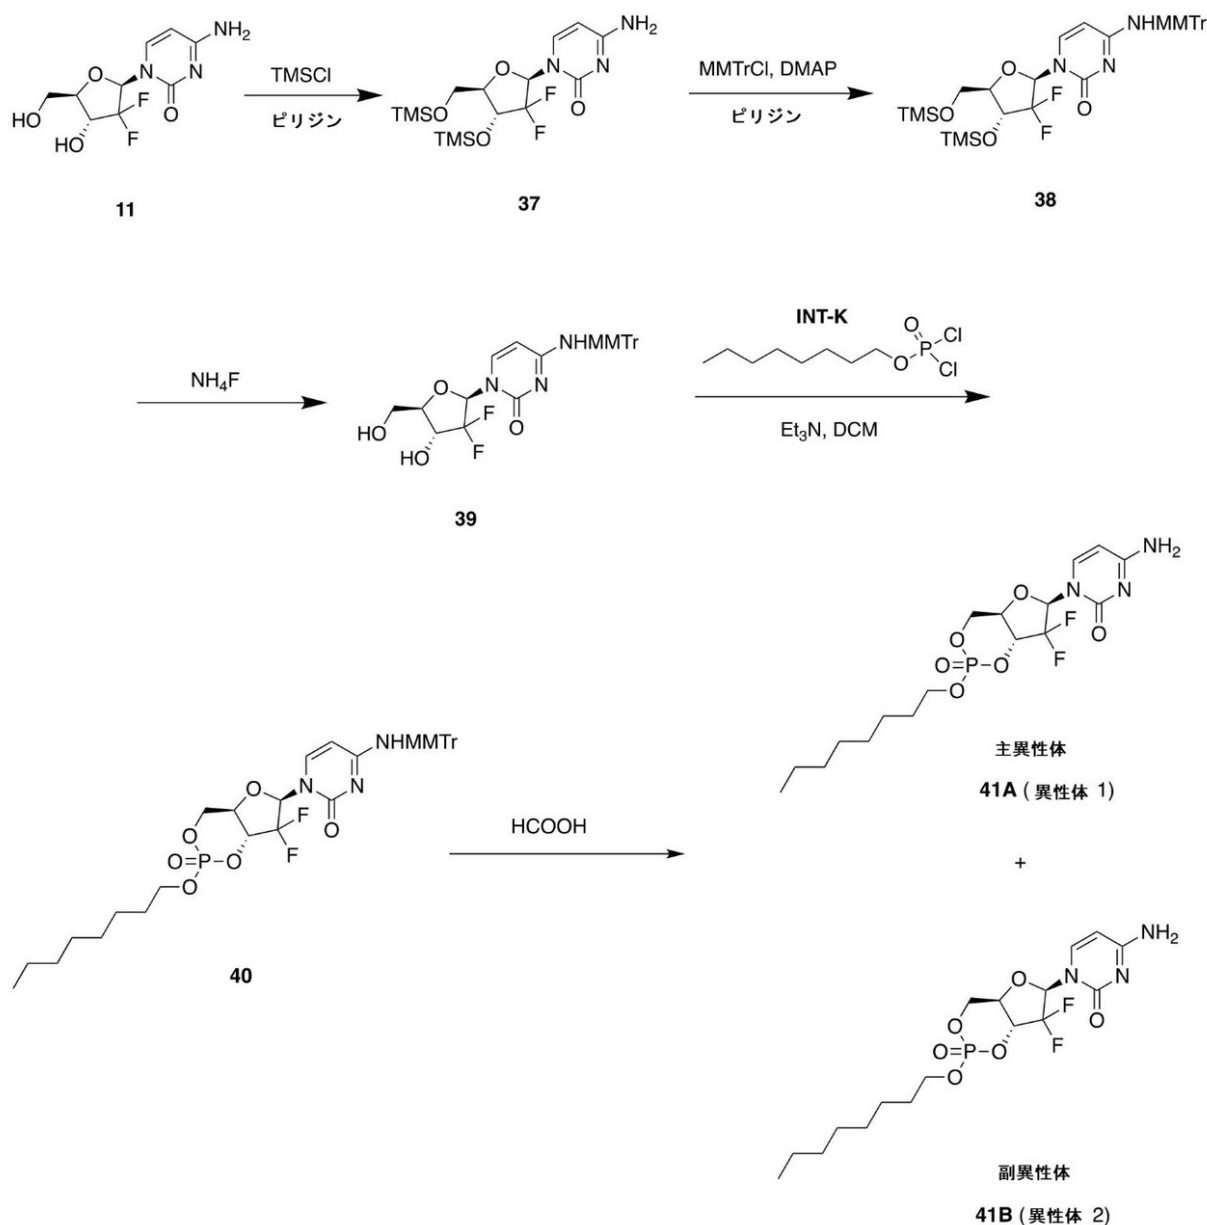 NH2
O
N
N
F
F
O
HO
HO
11
TMSCl
ピリジン
NH2
O
N
N
F
F
O
TMSO
TMSO
37
MMTrCl, DMAP
ピリジン
NHMMTr
O
N
N
F
F
O
TMSO
TMSO
38
NH4F
NHMMTr
O
N
N
F
F
O
HO
HO
39
INT-K
O
Cl
P
O
Cl
Et3N, DCM
NHMMTr
O
N
N
F
F
O
O
O=P
O
O
40
HCOOH
NH2
O
N
N
F
F
O
O
O=P
O
O
主異性体
41A ( 異性体 1)
+
NH2
O
N
N
F
F
O
O
O=P
O
O
副異性体
41B ( 異性体 2)